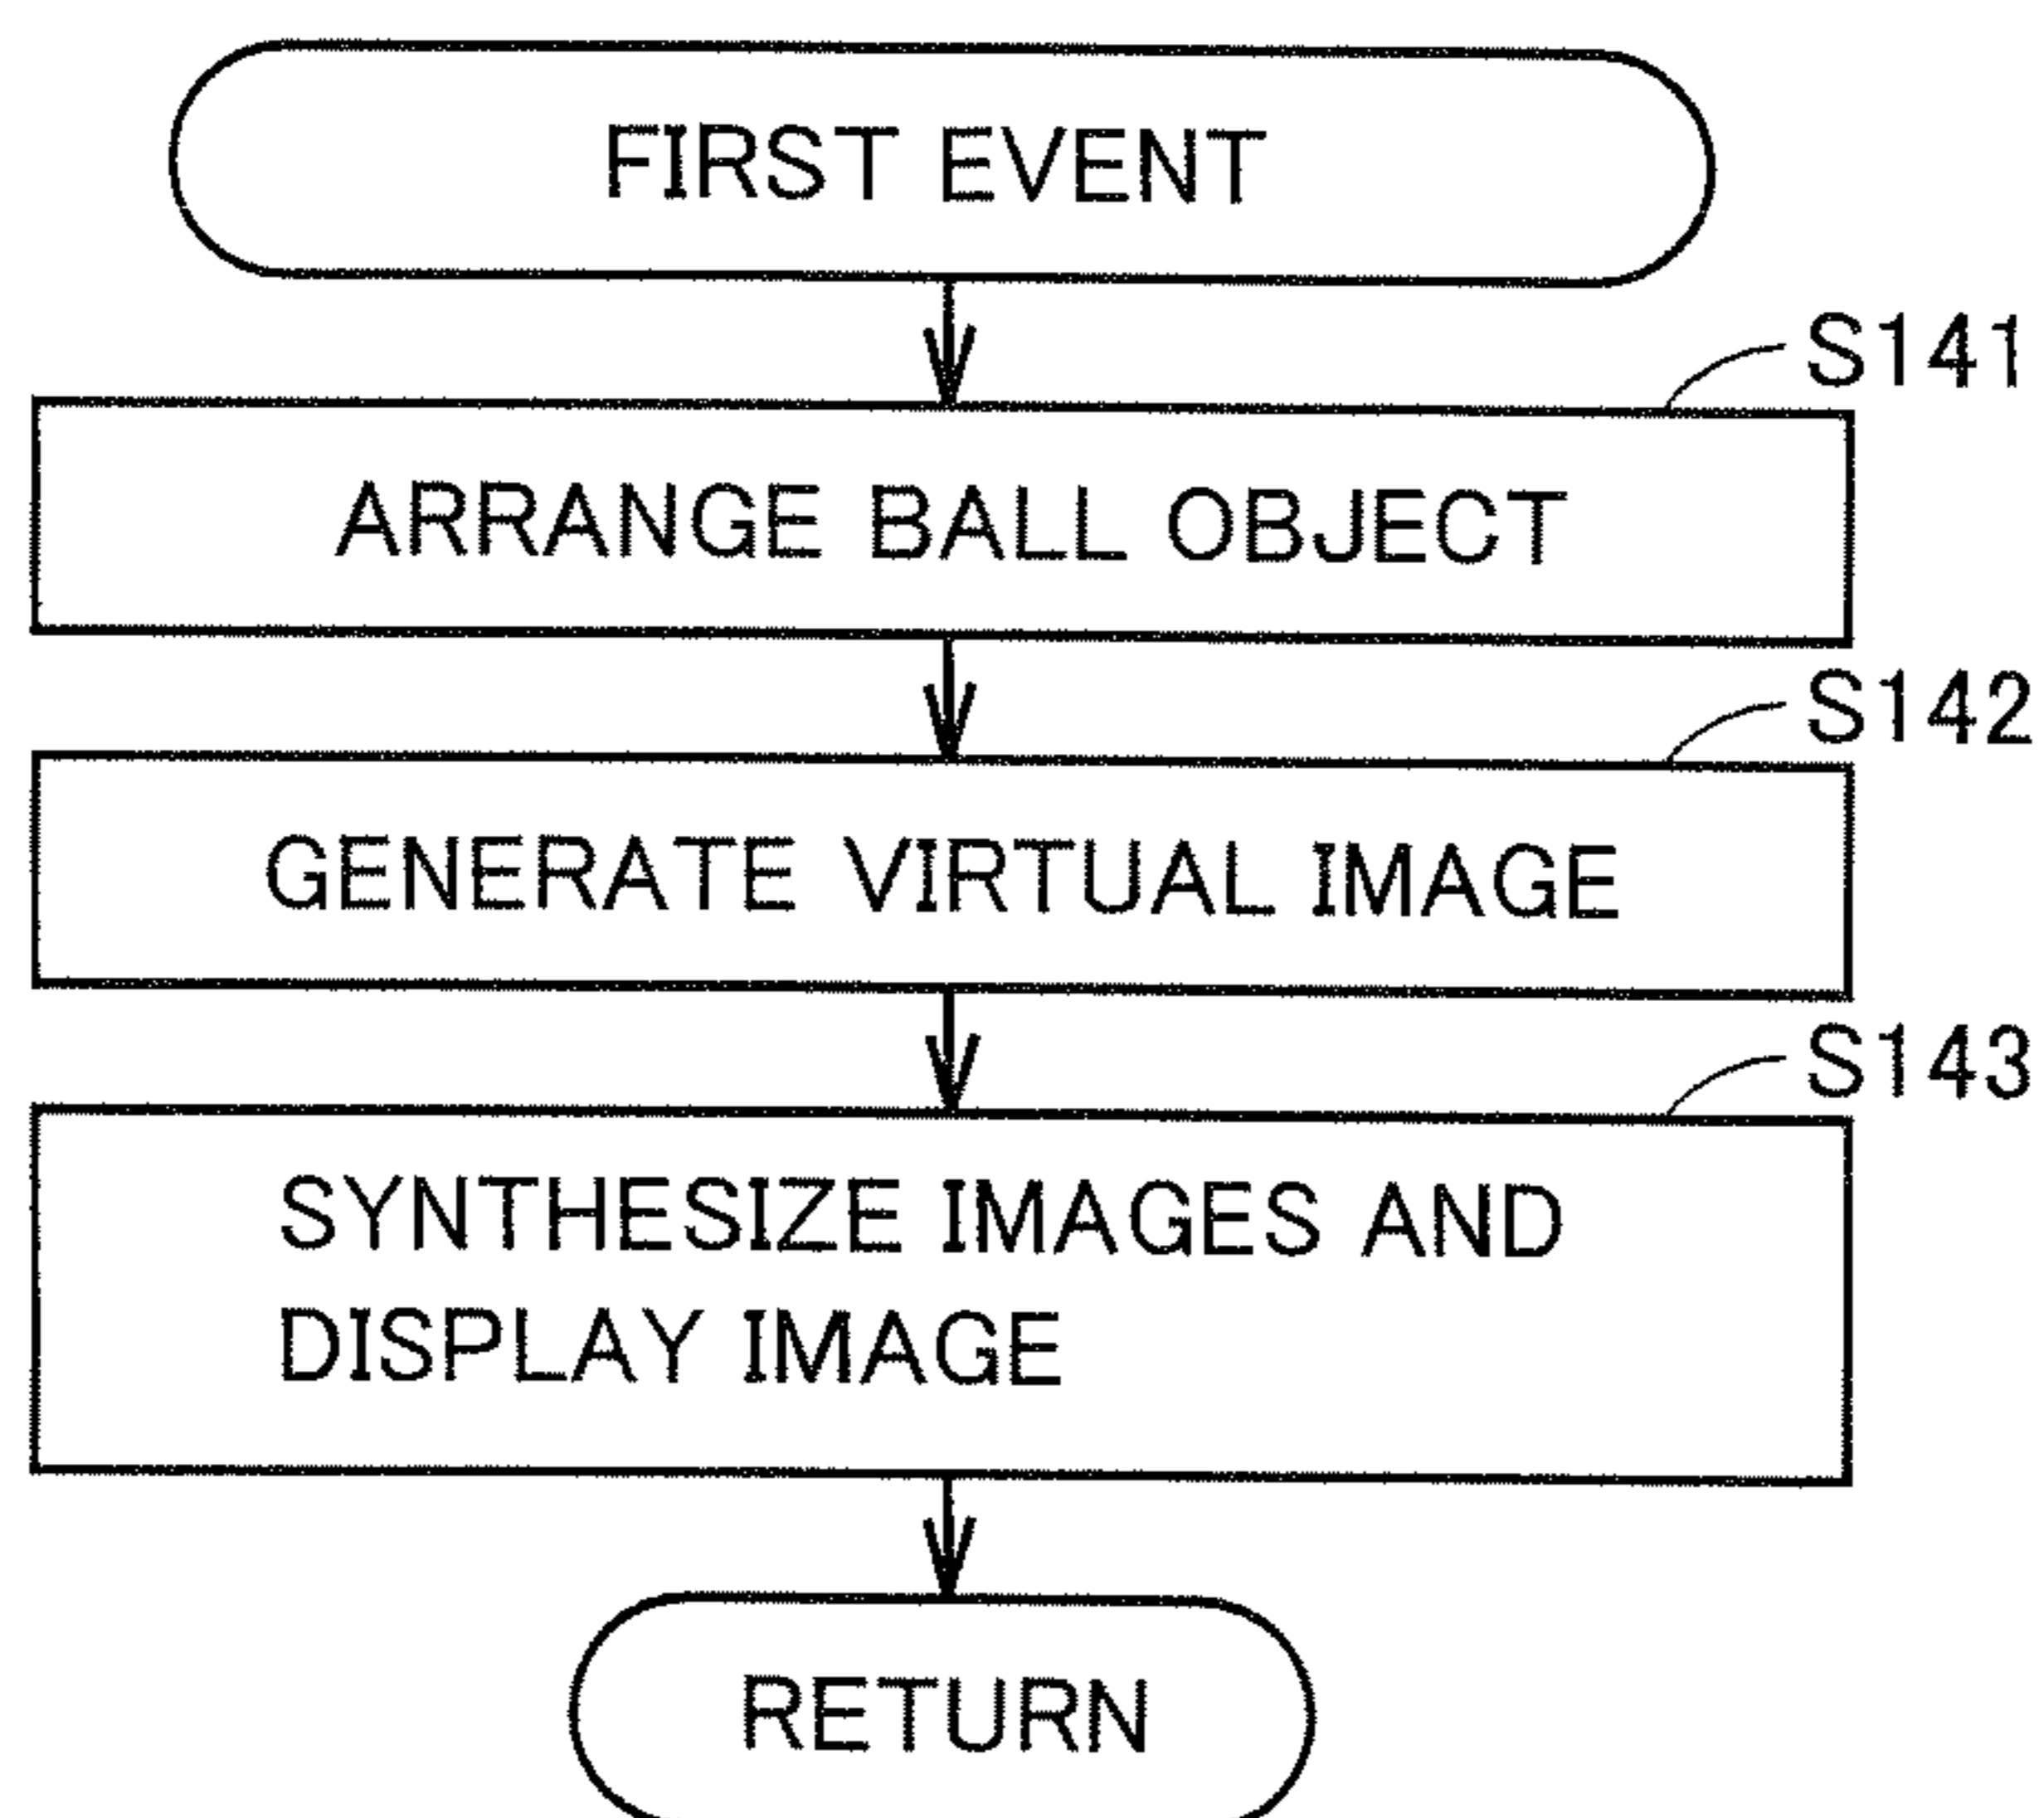 FIRST EVENT
S141
ARRANGE BALL OBJECT
S142
GENERATE VIRTUAL IMAGE
S143
SYNTHESIZE IMAGES AND
DISPLAY IMAGE
RETURN